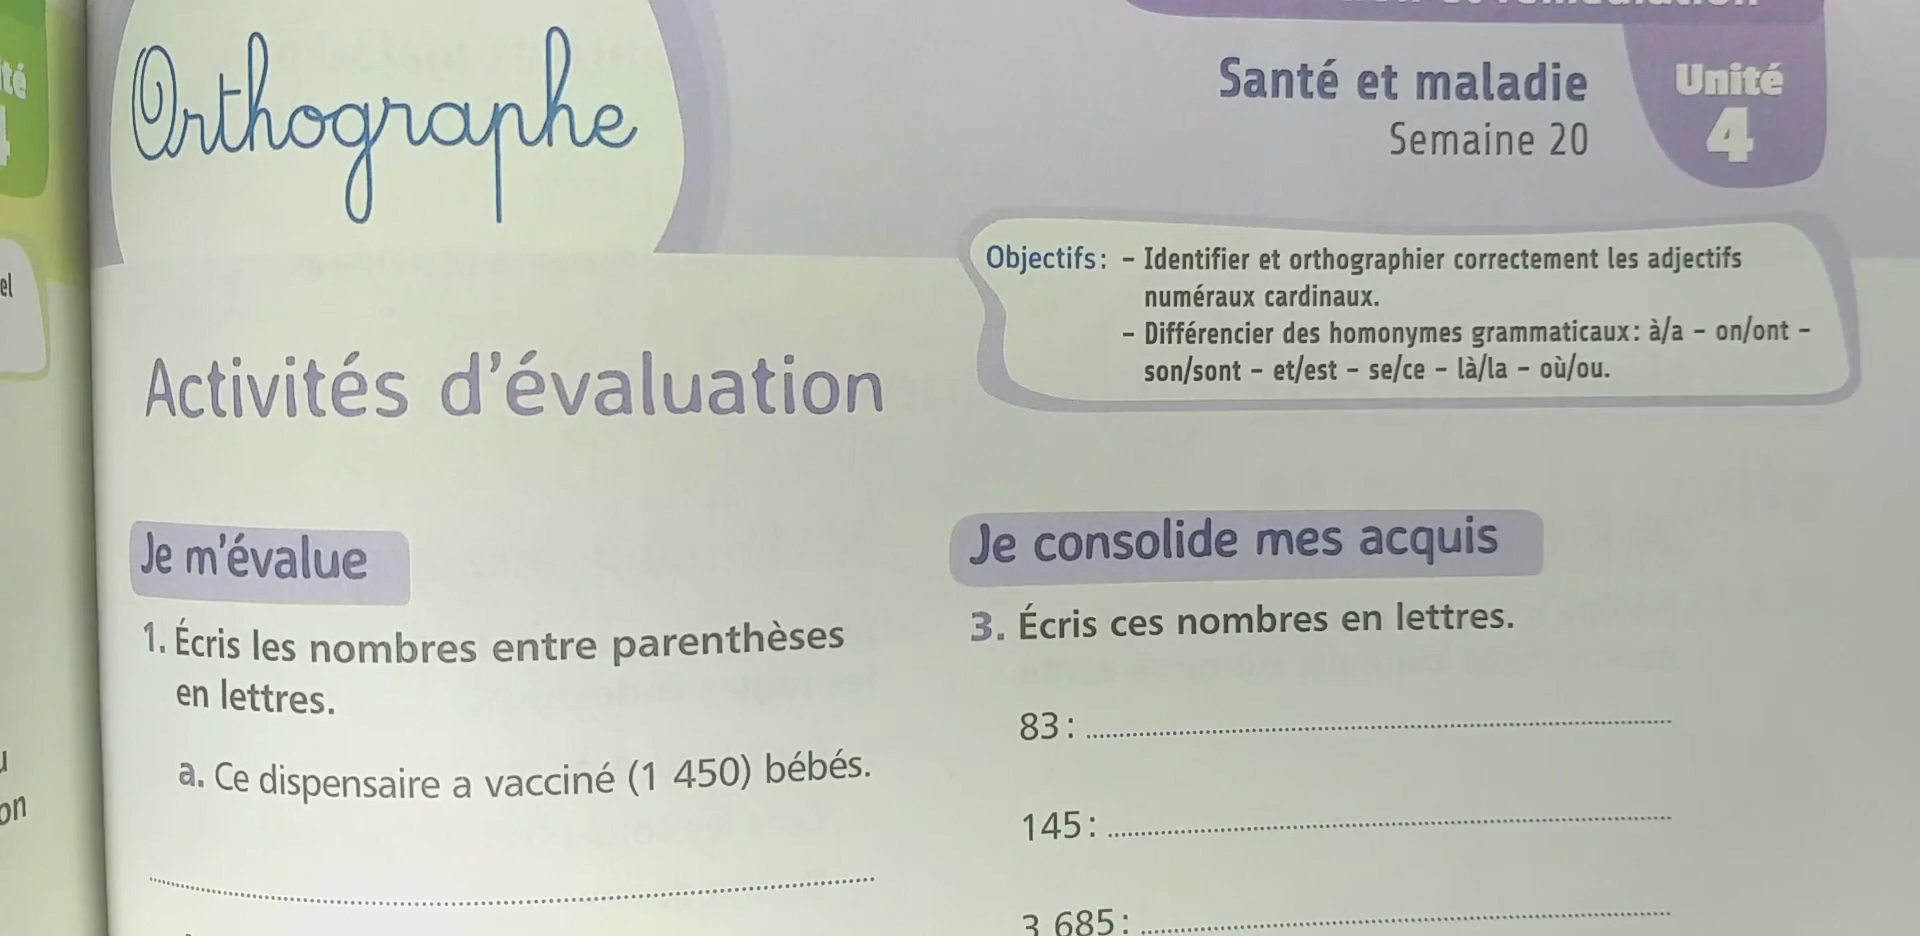 té
el
on
Orthographe
Santé et maladie
Semaine 20
Unité
4
Objectifs: - Identifier et orthographier correctement les adjectifs
numéraux cardinaux.
- Différencier des homonymes grammaticaux: à/a - on/ont -
son/sont - et/est - se/ce - là/la - où/ou.
Activités d'évaluation
Je m'évalue
1. Écris les nombres entre parenthèses
en lettres.
a. Ce dispensaire a vacciné (1 450) bébés.
Je consolide mes acquis
3. Écris ces nombres en lettres.
83:
145:
3 685: